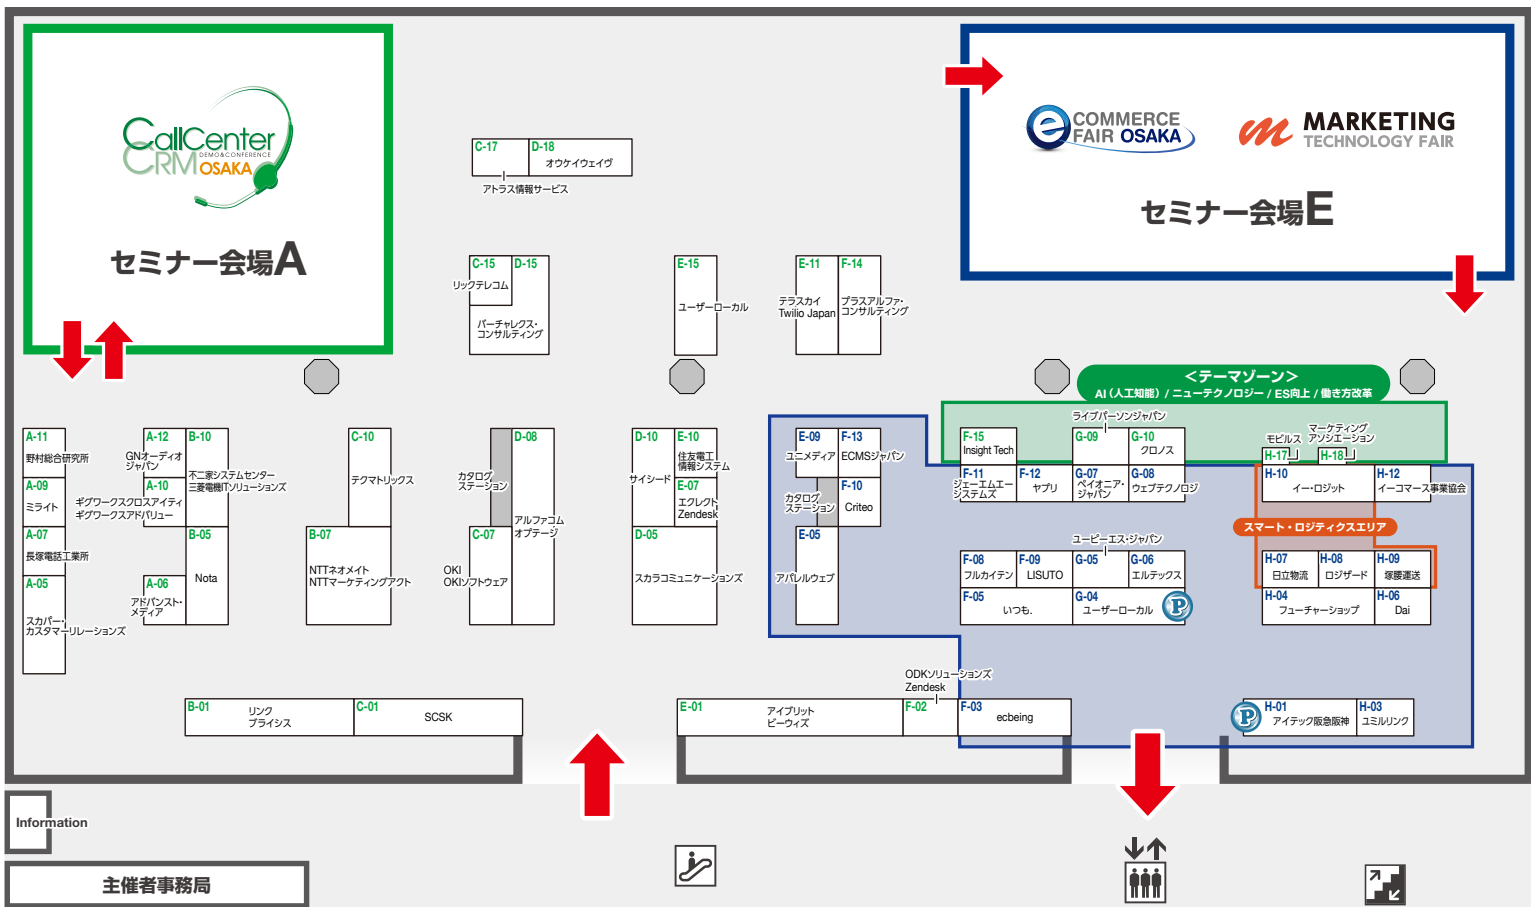 CallCenter
DEMO&CONFERENCE
CRM OSAKA
セミナー会場A
e COMMERCE
FAIR OSAKA
MARKETING
TECHNOLOGY FAIR
セミナー会場E
C-17
D-18
オウケイウェイヴ
アトラス情報サービス
C-15
リックテレコム
D-15
バーチャレクス・
コンサルティング
E-15
ユーザーローカル
E-11
テラスカイ
Twilio Japan
F-14
プラスアルファ・
コンサルティング
<テーマゾーン>
AI(人工知能) / ニューテクノロジー / ES向上 / 働き方改革
A-11
野村総合研究所
A-09
ミライト
A-07
長塚電話工業所
A-05
スカパー・
カスタマーリレーションズ
A-12
GNオーディオ
ジャパン
A-10
ギグワークスクロスアイティ
ギグワークスアドバリュー
A-06
アドバンスト・
メディア
B-10
不二家システムセンター
三菱電機ITソリューションズ
B-05
Nota
C-10
テクマトリックス
B-07
NTTネオメイト
NTTマーケティングアクト
カタログ
ステーション
D-08
アルファコム
オプテージ
C-07
OKI
OKIソフトウェア
D-10
サイシード
E-10
住友電工
情報システム
E-07
エクレクト
Zendesk
D-05
スカラコミュニケーションズ
E-09
ユニメディア
F-13
ECMSジャパン
カタログ
ステーション
F-10
Criteo
E-05
アパレルウェブ
ライブパーソンジャパン
F-15
Insight Tech
G-09
G-10
クロノス
モビルス
H-17
マーケティング
アソシエーション
H-18
F-11
ジェーエムエー
システムズ
F-12
ヤプリ
G-07
ペイオニア・
ジャパン
G-08
ウェブテクノロジ
H-10
イー・ロジット
H-12
イーコマース事業協会
スマート・ロジティクスエリア
ユーピーエス・ジャパン
F-08
フルカイテン
F-09
LISUTO
G-05
G-06
エルテックス
F-05
いつも.
G-04
ユーザーローカル
P
H-07
日立物流
H-08
ロジザード
H-09
塚腰運送
H-04
フューチャーショップ
H-06
Dai
B-01
リンク
ブライシス
C-01
SCSK
E-01
アイブリット
ビーウィズ
ODKソリューションズ
Zendesk
F-02
F-03
ecbeing
P
H-01
アイテック阪急阪神
H-03
ユミルリンク
Information
主催者事務局